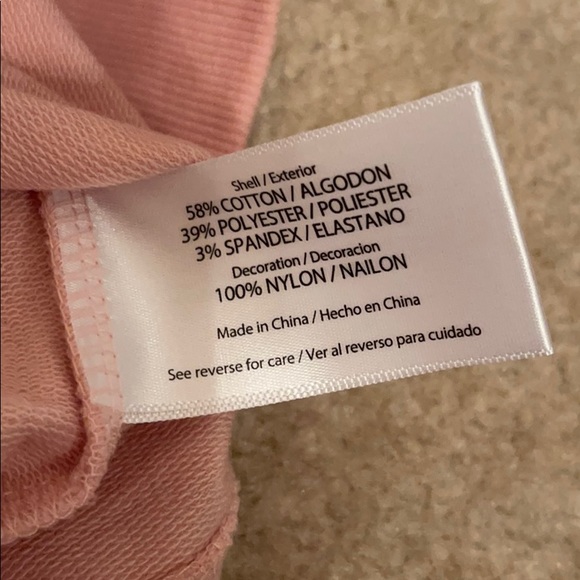 Shell / Exterior
58% COTTON / ALGODON
39% POLYESTER / POLIESTER
3% SPANDEX / ELASTANO
Decoration / Decoracion
100% NYLON / NAILON
Made in China / Hecho en China
See reverse for care / Ver al reverso para cuidado